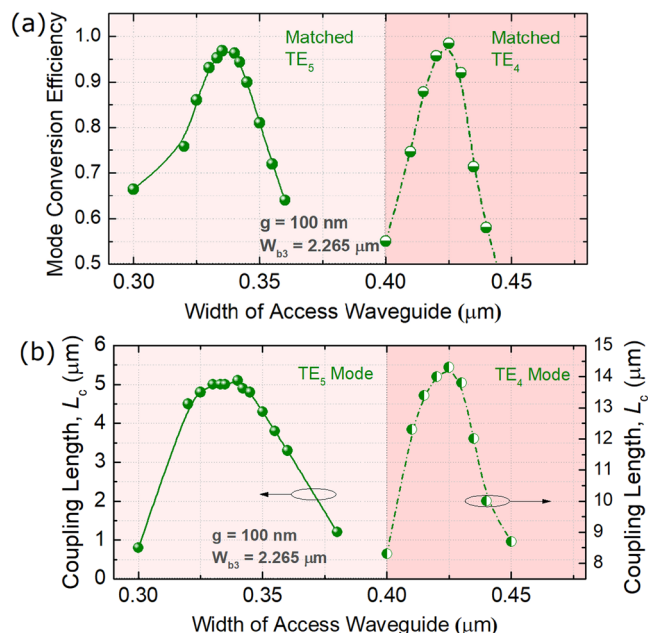 (a)
1.0
0.9
0.8
0.7
0.6
0.5
Mode Conversion Efficiency
Matched
TE5
Matched
TE4
g = 100 nm
Wb3 = 2.265 μm
0.30
0.35
0.40
0.45
Width of Access Waveguide (μm)
(b)
6
5
4
3
2
1
0
Coupling Length, Lc (μm)
TE5 Mode
TE4 Mode
g = 100 nm
Wb3 = 2.265 μm
15
14
13
12
11
10
9
8
Coupling Length, Lc (μm)
0.30
0.35
0.40
0.45
Width of Access Waveguide (μm)